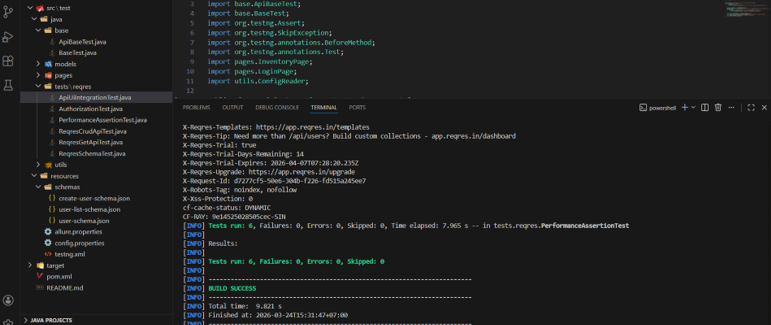 src\test
java
base
ApiBaseTest.java
BaseTest.java
models
pages
tests\reqres
ApiUiIntegrationTest.java
AuthorizationTest.java
PerformanceAssertionTest.java
ReqresCrudApiTest.java
ReqresGetApiTest.java
ReqresSchemaTest.java
utils
resources
schemas
create-user-schema.json
user-list-schema.json
user-schema.json
allure.properties
config.properties
testng.xml
target
pom.xml
README.md
JAVA PROJECTS
3 import base.ApiBaseTest;
4 import base.BaseTest;
5 import org.testng.Assert;
6 import org.testng.SkipException;
7 import org.testng.annotations.BeforeMethod;
8 import org.testng.annotations.Test;
9 import pages.InventoryPage;
10 import pages.LoginPage;
11 import utils.ConfigReader;
12
PROBLEMS OUTPUT DEBUG CONSOLE TERMINAL PORTS
powershell
X-Reqres-Templates: https://app.reqres.in/templates
X-Reqres-Tip: Need more than /api/users? Build custom collections - app.reqres.in/dashboard
X-Reqres-Trial: true
X-Reqres-Trial-Days-Remaining: 14
X-Reqres-Trial-Expires: 2026-04-07T07:28:20.235Z
X-Reqres-Upgrade: https://app.reqres.in/upgrade
X-Request-Id: d7277cf5-50e6-304b-f226-fd515a245ee7
X-Robots-Tag: noindex, nofollow
X-Xss-Protection: 0
cf-cache-status: DYNAMIC
CF-RAY: 9e14525028505cec-SIN
[INFO] Tests run: 6, Failures: 0, Errors: 0, Skipped: 0, Time elapsed: 7.965 s -- in tests.reqres.PerformanceAssertionTest
[INFO]
[INFO] Results:
[INFO]
[INFO] Tests run: 6, Failures: 0, Errors: 0, Skipped: 0
[INFO]
[INFO] ------------------------------------------------------------------------
[INFO] BUILD SUCCESS
[INFO] ------------------------------------------------------------------------
[INFO] Total time:  9.821 s
[INFO] Finished at: 2026-03-24T15:31:47+07:00
[INFO] ------------------------------------------------------------------------